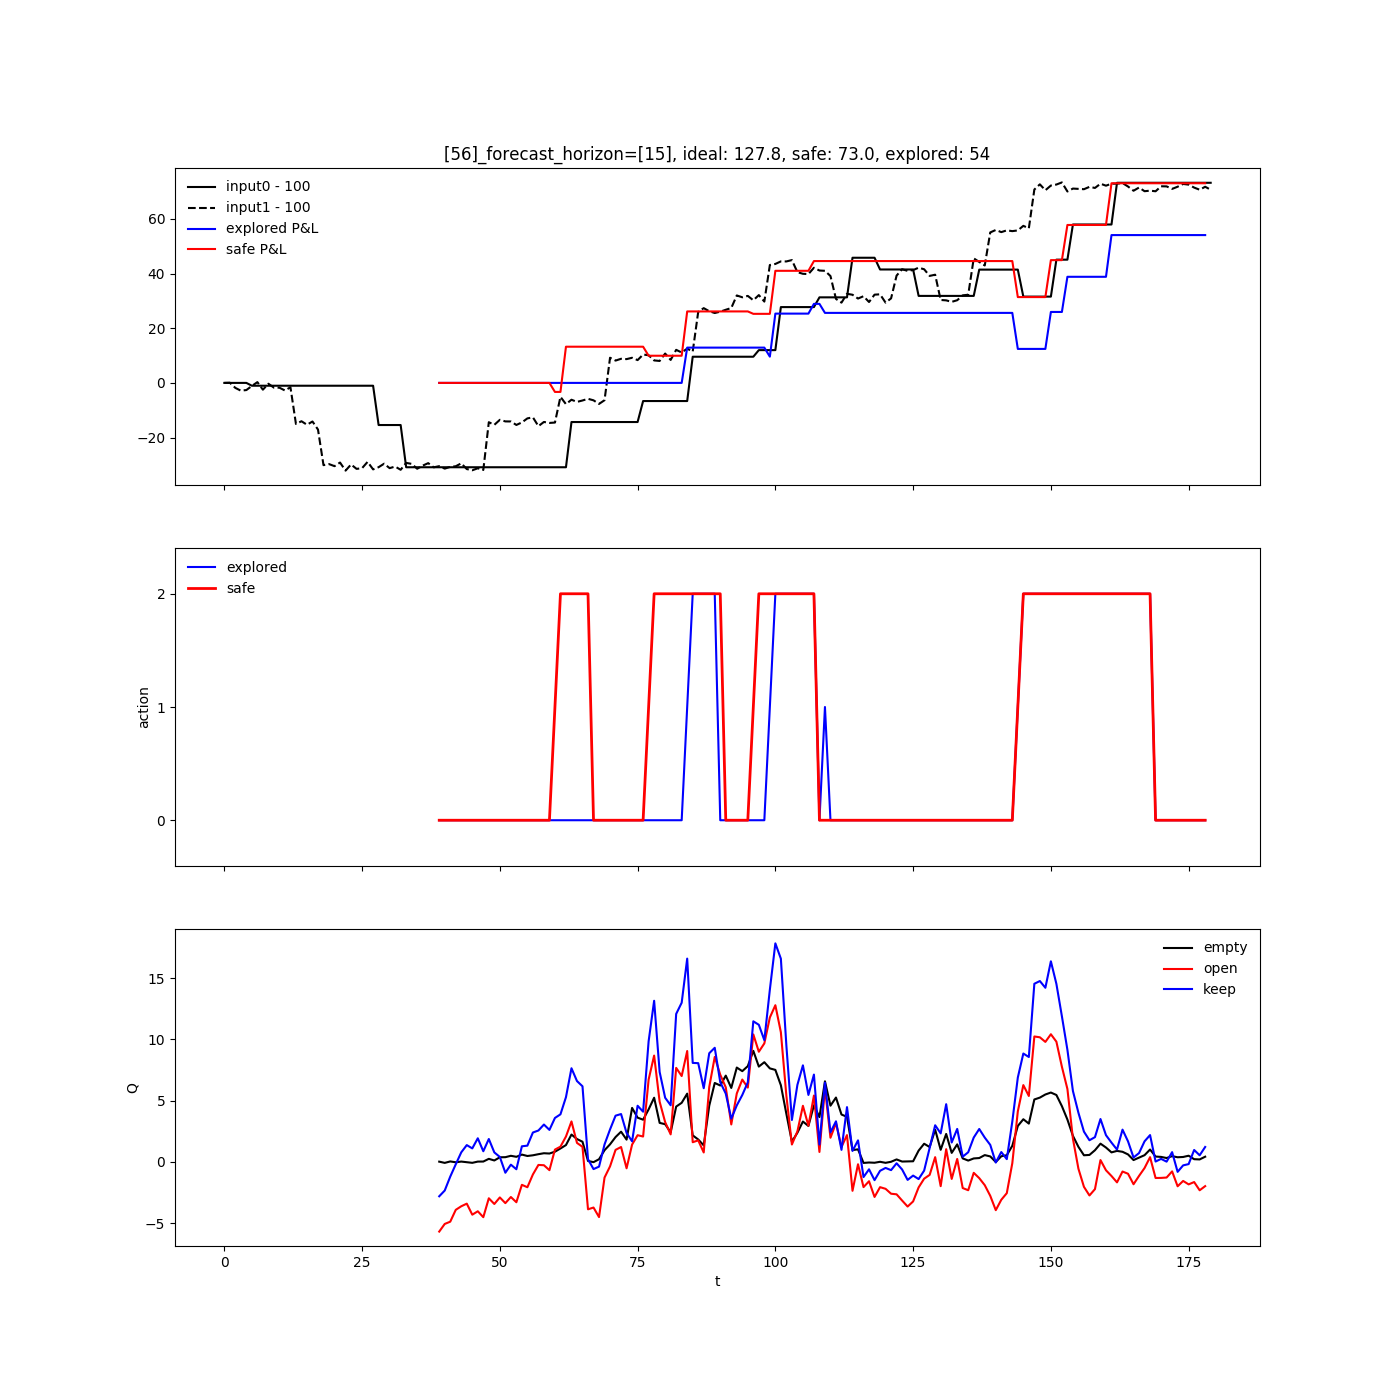 [56]_forecast_horizon=[15], ideal: 127.8, safe: 73.0, explored: 54
input0 - 100
input1 - 100
explored P&L
safe P&L
60
40
20
0
−20
explored
safe
2
1
0
action
empty
open
keep
15
10
5
0
−5
Q
0 25 50 75 100 125 150 175
t